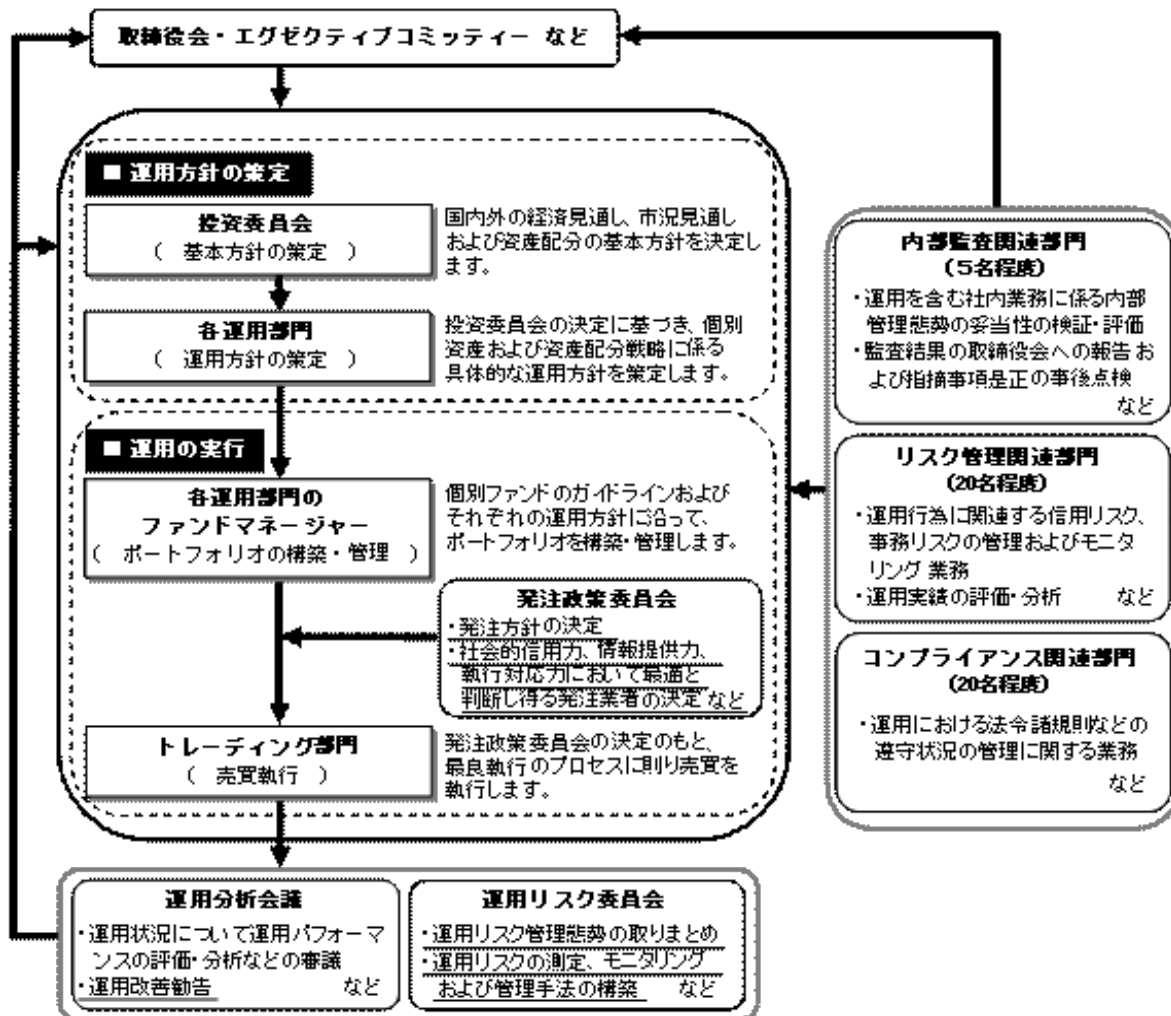 取締役会・エグゼクティブコミッティー など
■ 運用方針の策定
投資委員会
( 基本方針の策定 )
国内外の経済見通し、市況見通し
および資産配分の基本方針を決定し
ます。
各運用部門
( 運用方針の策定 )
投資委員会の決定に基づき、個別
資産および資産配分戦略に係る
具体的な運用方針を策定します。
■ 運用の実行
各運用部門の
ファンドマネージャー
( ポートフォリオの構築・管理 )
個別ファンドのガイドラインおよび
それぞれの運用方針に沿って、
ポートフォリオを構築・管理します。
発注政策委員会
・発注方針の決定
・社会的信用力、情報提供力、
執行対応力において最適と
判断し得る発注業者の決定 など
トレーディング部門
( 売買執行 )
発注政策委員会の決定のもと、
最良執行のプロセスに則り売買を
執行します。
運用分析会議
・運用状況について運用パフォーマ
ンスの評価・分析などの審議
・運用改善勧告 など
運用リスク委員会
・運用リスク管理態勢の取りまとめ
・運用リスクの測定、モニタリング
および管理手法の構築 など
内部監査関連部門
(5名程度)
・運用を含む社内業務に係る内部
管理態勢の妥当性の検証・評価
・監査結果の取締役会への報告 お
よび指摘事項是正の事後点検
など
リスク管理関連部門
(20名程度)
・運用行為に関連する信用リスク、
事務リスクの管理およびモニタ
リング 業務
・運用実績の評価・分析 など
コンプライアンス関連部門
(20名程度)
・運用における法令諸規則などの
遵守状況の管理に関する業務
など